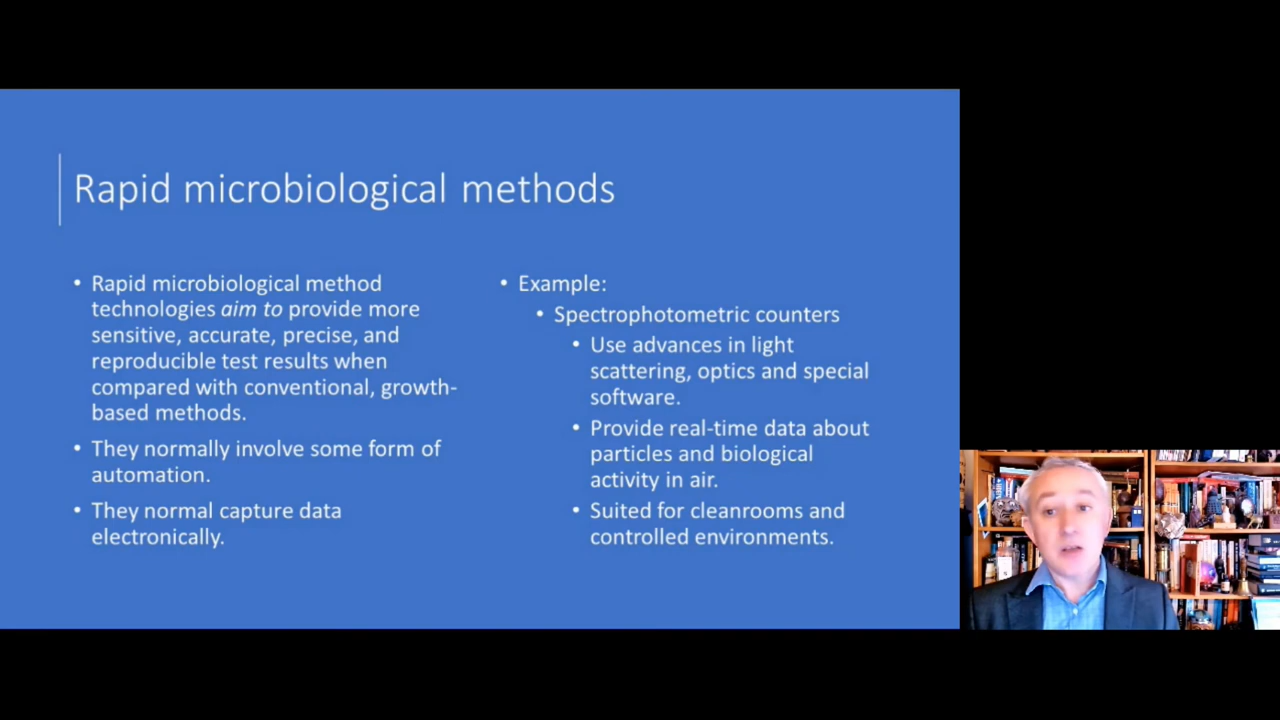 Rapid microbiological methods
• Rapid microbiological method
technologies aim to provide more
sensitive, accurate, precise, and
reproducible test results when
compared with conventional, growth-
based methods.
• They normally involve some form of
automation.
• They normal capture data
electronically.
• Example:
• Spectrophotometric counters
• Use advances in light
scattering, optics and special
software.
• Provide real-time data about
particles and biological
activity in air.
• Suited for cleanrooms and
controlled environments.